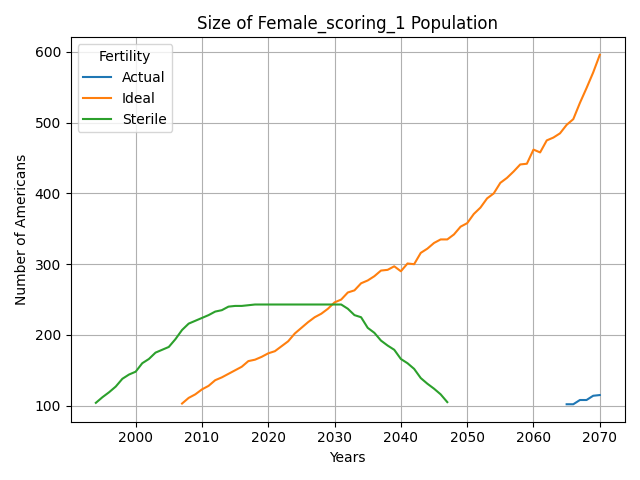 Size of Female_scoring_1 Population
Fertility
Actual
Ideal
Sterile
Number of Americans
600
500
400
300
200
100
2000
2010
2020
2030
2040
2050
2060
2070
Years